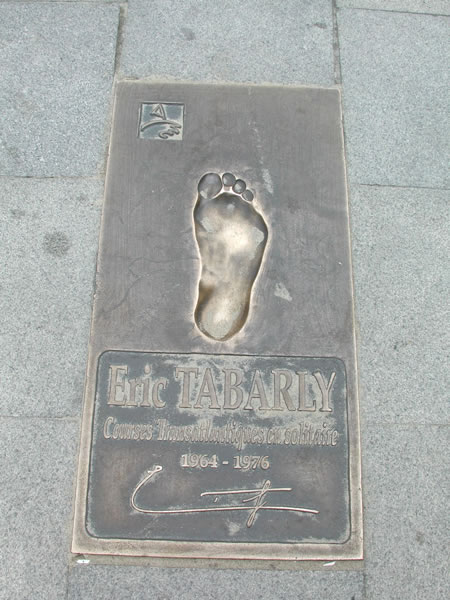 Eric TABARLY
Courses Transatlantiques en solitaire
1964 - 1976